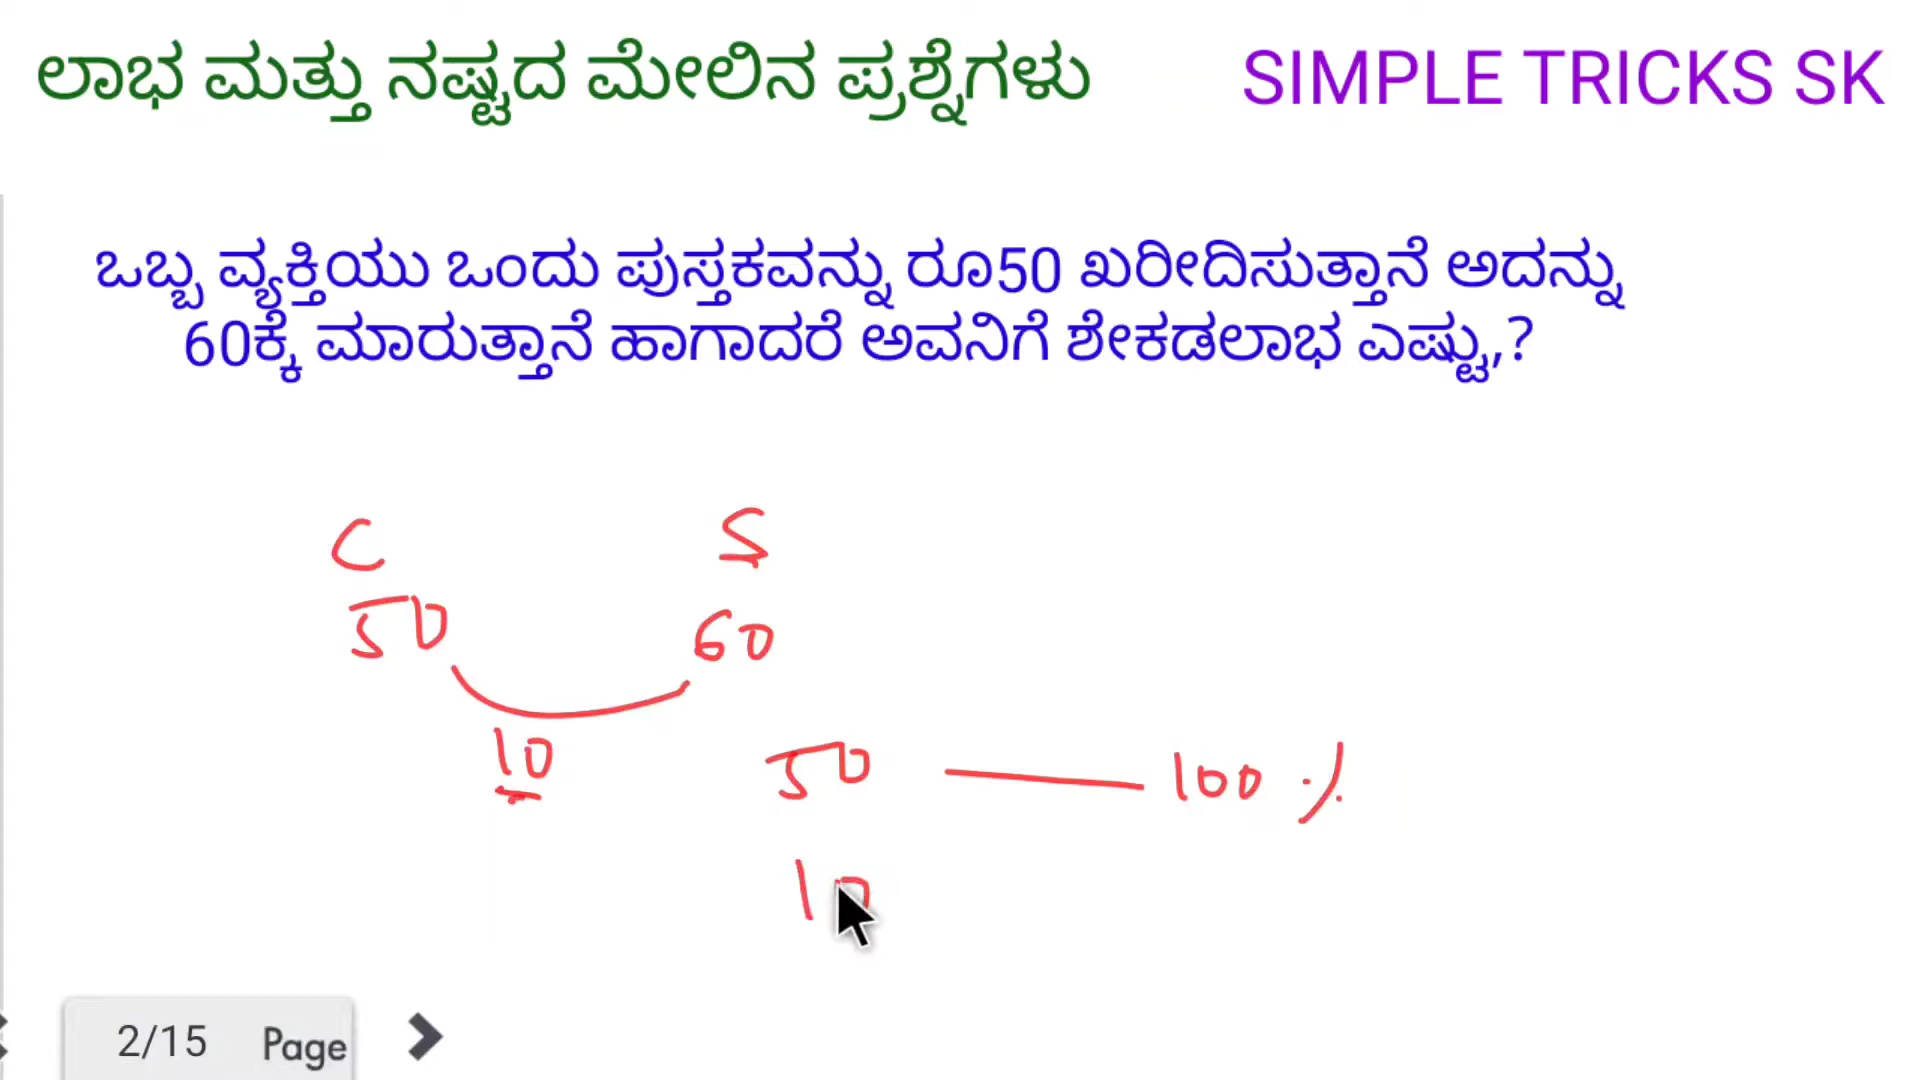 ಲಾಭ ಮತ್ತು ನಷ್ಟದ ಮೇಲಿನ ಪ್ರಶ್ನೆಗಳು SIMPLE TRICKS SK
ಒಬ್ಬ ವ್ಯಕ್ತಿಯು ಒಂದು ಪುಸ್ತಕವನ್ನು ರೂ50 ಖರೀದಿಸುತ್ತಾನೆ ಅದನ್ನು
60ಕ್ಕೆ ಮಾರುತ್ತಾನೆ ಹಾಗಾದರೆ ಅವನಿಗೆ ಶೇಕಡಲಾಭ ಎಷ್ಟು,?
C S
50 60
10 50 — 100 %
10
2/15 Page